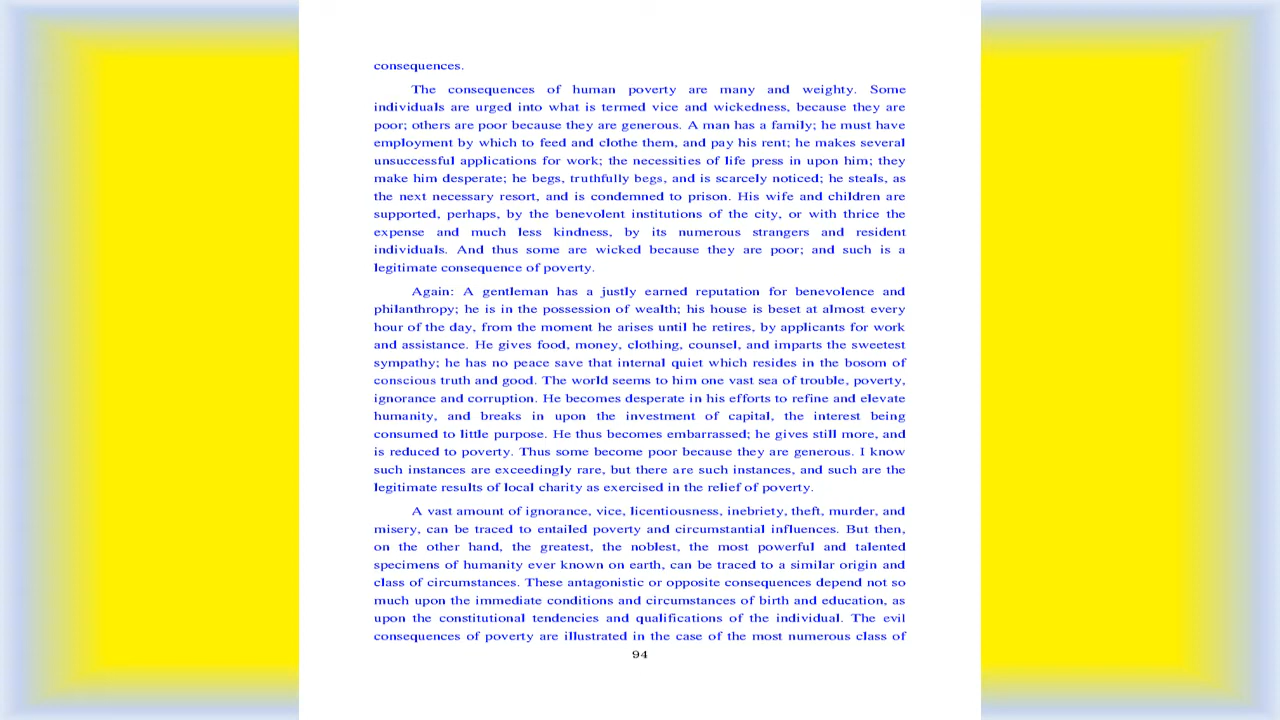 consequences.
The consequences of human poverty are many and weighty. Some
individuals are urged into what is termed vice and wickedness, because they are
poor; others are poor because they are generous. A man has a family; he must have
employment by which to feed and clothe them, and pay his rent; he makes several
unsuccessful applications for work; the necessities of life press in upon him; they
make him desperate; he begs, truthfully begs, and is scarcely noticed; he steals, as
the next necessary resort, and is condemned to prison. His wife and children are
supported, perhaps, by the benevolent institutions of the city, or with thrice the
expense and much less kindness, by its numerous strangers and resident
individuals. And thus some are wicked because they are poor; and such is a
legitimate consequence of poverty.
Again: A gentleman has a justly earned reputation for benevolence and
philanthropy; he is in the possession of wealth; his house is beset at almost every
hour of the day, from the moment he arises until he retires, by applicants for work
and assistance. He gives food, money, clothing, counsel, and imparts the sweetest
sympathy; he has no peace save that internal quiet which resides in the bosom of
conscious truth and good. The world seems to him one vast sea of trouble, poverty,
ignorance and corruption. He becomes desperate in his efforts to refine and elevate
humanity, and breaks in upon the investment of capital, the interest being
consumed to little purpose. He thus becomes embarrassed; he gives still more, and
is reduced to poverty. Thus some become poor because they are generous. I know
such instances are exceedingly rare, but there are such instances, and such are the
legitimate results of local charity as exercised in the relief of poverty.
A vast amount of ignorance, vice, licentiousness, inebriety, theft, murder, and
misery, can be traced to entailed poverty and circumstantial influences. But then,
on the other hand, the greatest, the noblest, the most powerful and talented
specimens of humanity ever known on earth, can be traced to a similar origin and
class of circumstances. These antagonistic or opposite consequences depend not so
much upon the immediate conditions and circumstances of birth and education, as
upon the constitutional tendencies and qualifications of the individual. The evil
consequences of poverty are illustrated in the case of the most numerous class of
94